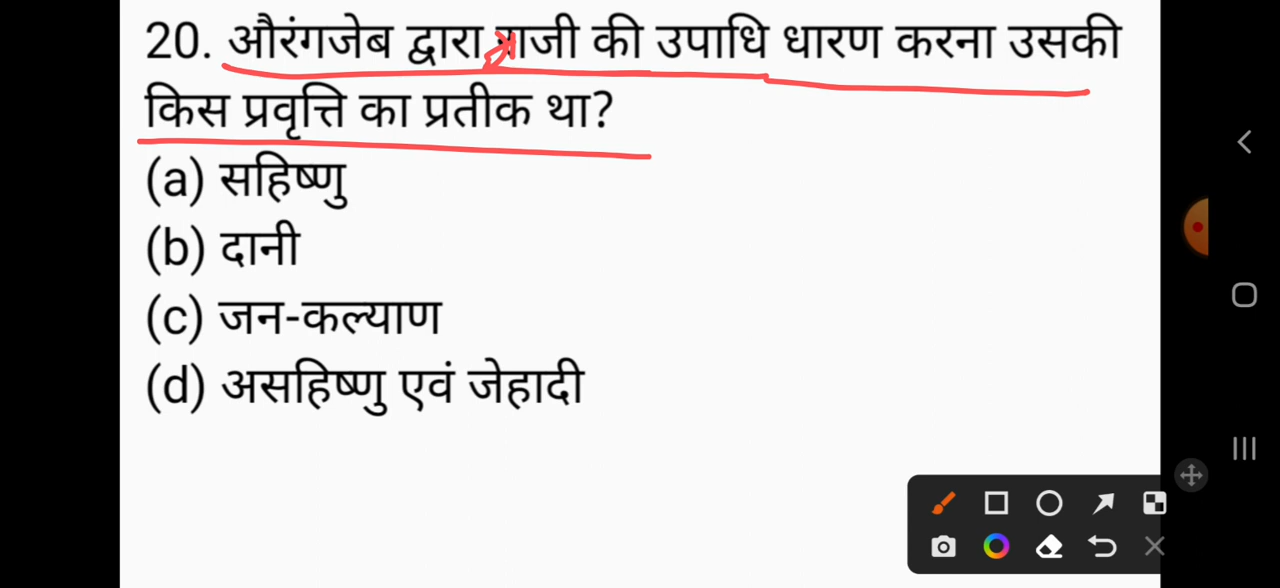 20. औरंगजेब द्वारा की उपाधि धारण करना उसकी
किस प्रवृत्ति का प्रतीक था?
(a) सहिष्णु
(b) दानी
(c) जन-कल्याण
(d) असहिष्णु एवं जेहादी